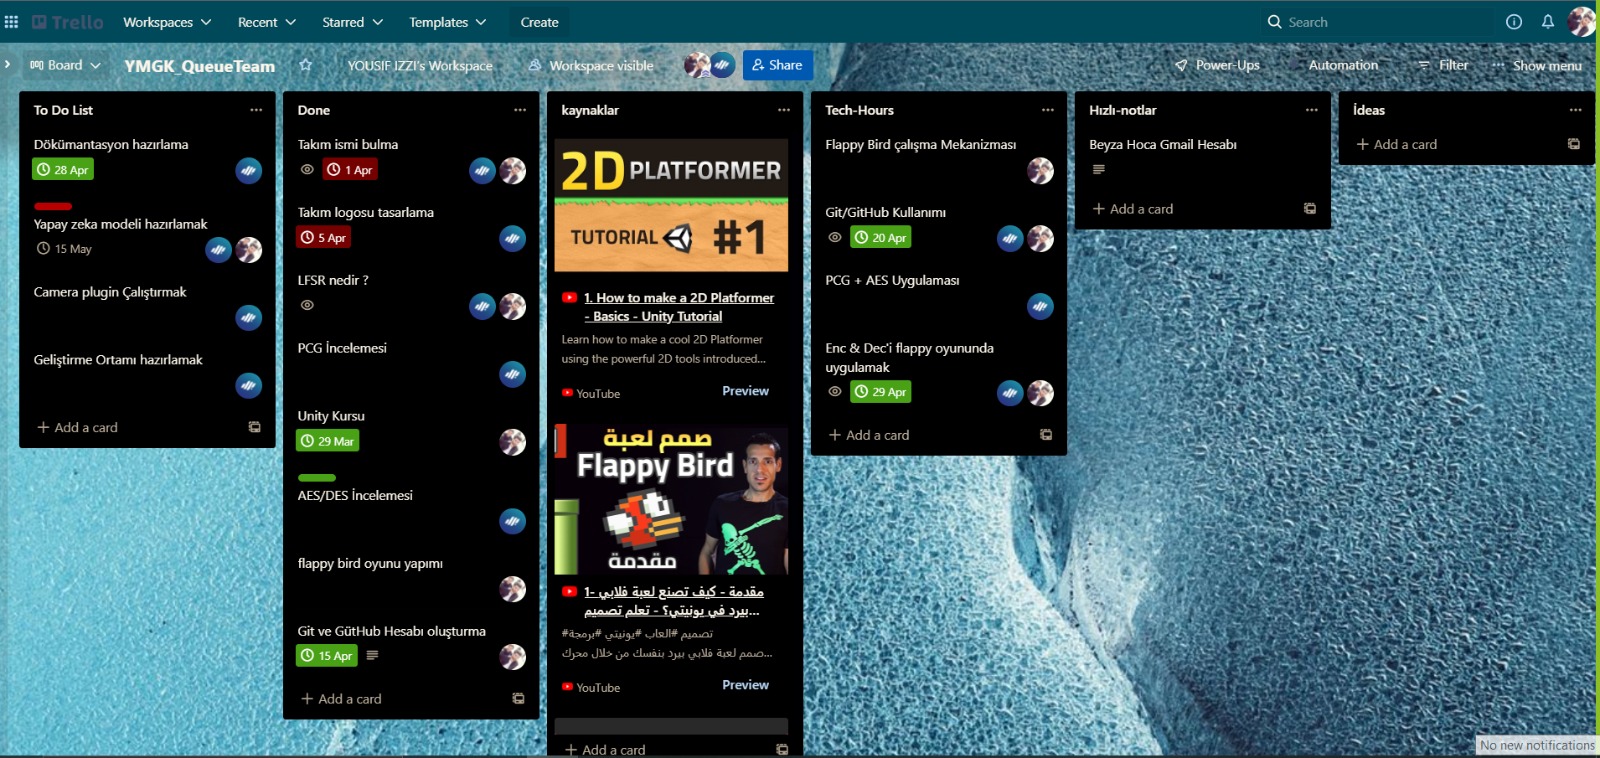 Trello
Workspaces
Recent
Starred
Templates
Create
Search
Board
YMGK_QueueTeam
YOUSIF IZZI's Workspace
Workspace visible
Share
Power-Ups
Automation
Filter
Show menu
To Do List
Dökümantasyon hazırlama
28 Apr
Yapay zeka modeli hazırlamak
15 May
Camera plugin Çalıştırmak
Geliştirme Ortamı hazırlamak
+ Add a card
Done
Takım ismi bulma
1 Apr
Takım logosu tasarlama
5 Apr
LFSR nedir ?
PCG İncelemesi
Unity Kursu
29 Mar
AES/DES İncelemesi
flappy bird oyunu yapımı
Git ve GütHub Hesabı oluşturma
15 Apr
+ Add a card
kaynaklar
2D PLATFORMER
TUTORIAL #1
1. How to make a 2D Platformer
- Basics - Unity Tutorial
Learn how to make a cool 2D Platformer
using the powerful 2D tools introduced...
YouTube
Preview
صمم لعبة
Flappy Bird
مقدمة
1- مقدمة - كيف تصنع لعبة فلابي
بيرد في يونيتي؟ - تعلم تصميم...
#تصميم #العاب #يونيتي #برمجة
صمم لعبة فلابي بيرد بنفسك من خلال محرك...
YouTube
Preview
+ Add a card
Tech-Hours
Flappy Bird çalışma Mekanizması
Git/GitHub Kullanımı
20 Apr
PCG + AES Uygulaması
Enc & Dec'i flappy oyununda
uygulamak
29 Apr
+ Add a card
Hızlı-notlar
Beyza Hoca Gmail Hesabı
+ Add a card
İdeas
+ Add a card
No new notifications